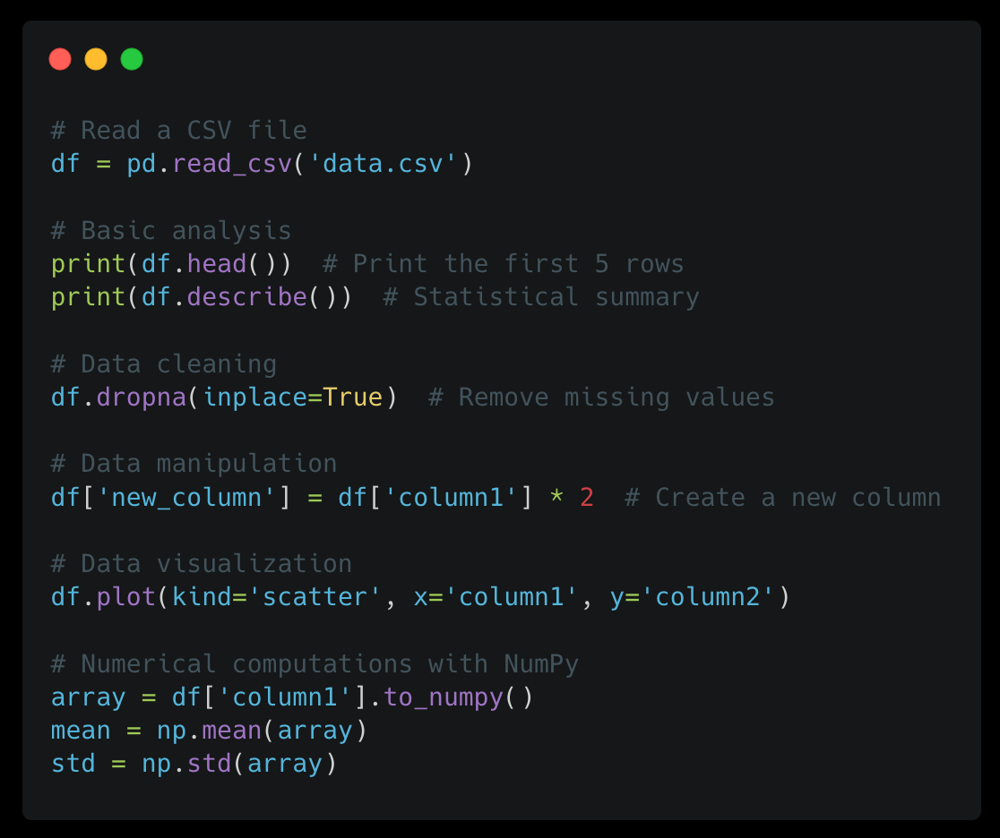 # Read a CSV file
df = pd.read_csv('data.csv')
# Basic analysis
print(df.head())  # Print the first 5 rows
print(df.describe())  # Statistical summary
# Data cleaning
df.dropna(inplace=True)  # Remove missing values
# Data manipulation
df['new_column'] = df['column1'] * 2  # Create a new column
# Data visualization
df.plot(kind='scatter', x='column1', y='column2')
# Numerical computations with NumPy
array = df['column1'].to_numpy()
mean = np.mean(array)
std = np.std(array)